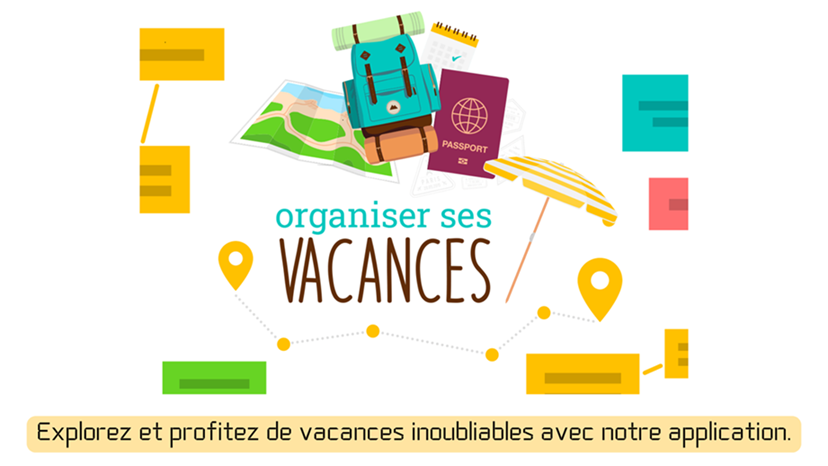 PASSPORT
organiser ses
VACANCES
Explorez et profitez de vacances inoubliables avec notre application.